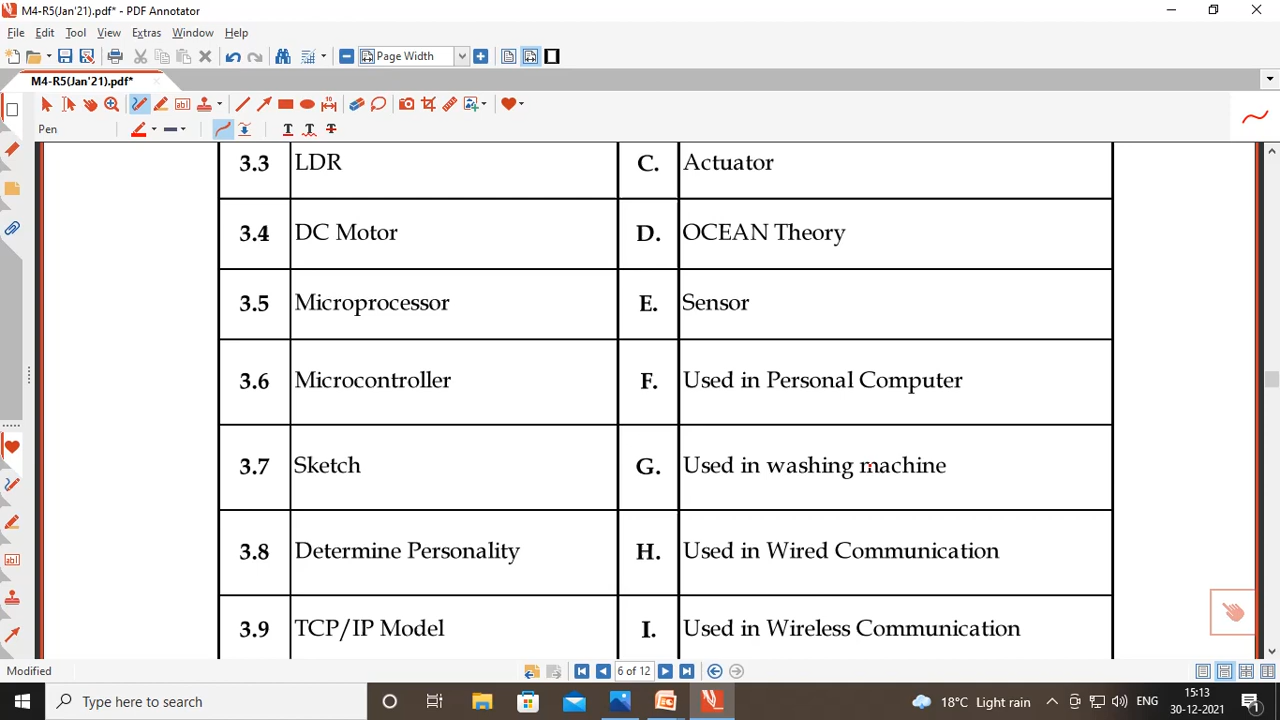 M4-R5(Jan'21).pdf* - PDF Annotator
File Edit Tool View Extras Window Help
Page Width
M4-R5(Jan'21).pdf*
Pen
3.3 LDR C. Actuator
3.4 DC Motor D. OCEAN Theory
3.5 Microprocessor E. Sensor
3.6 Microcontroller F. Used in Personal Computer
3.7 Sketch G. Used in washing machine
3.8 Determine Personality H. Used in Wired Communication
3.9 TCP/IP Model I. Used in Wireless Communication
Modified 6 of 12
Type here to search 18°C Light rain ENG 15:13
30-12-2021